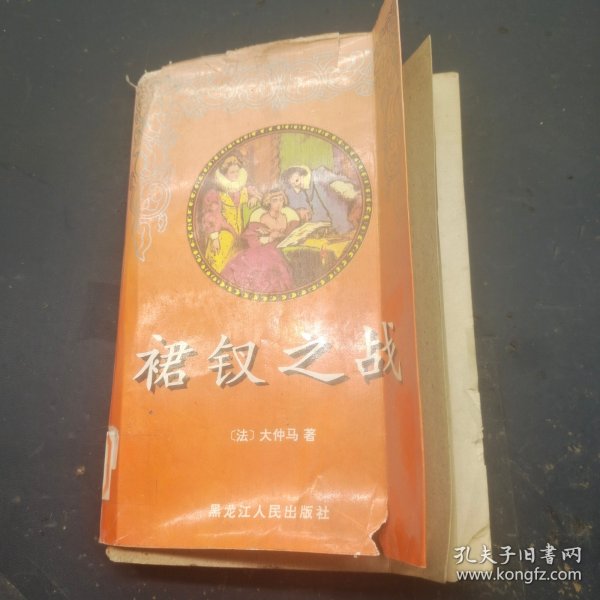 裙钗之战
〔法〕大仲马 著
黑龙江人民出版社
孔夫子旧書网
www.kongfz.com